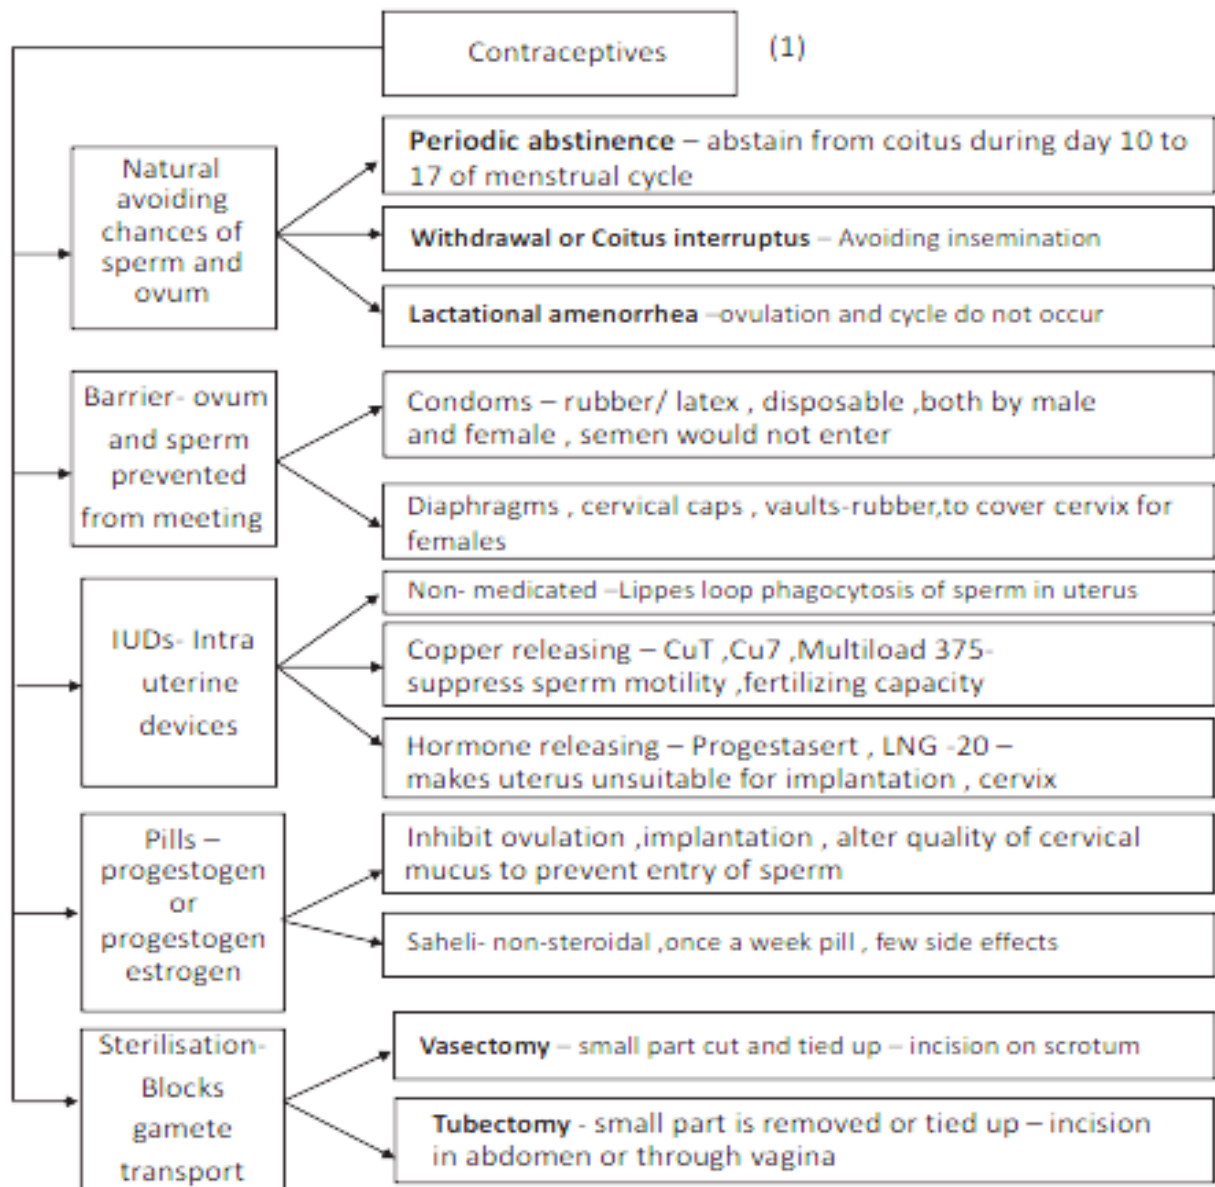 Contraceptives
(1)
Natural
avoiding
chances of
sperm and
ovum
Periodic abstinence – abstain from coitus during day 10 to
17 of menstrual cycle
Withdrawal or Coitus interruptus – Avoiding insemination
Lactational amenorrhea –ovulation and cycle do not occur
Barrier- ovum
and sperm
prevented
from meeting
Condoms – rubber/ latex , disposable ,both by male
and female , semen would not enter
Diaphragms , cervical caps , vaults-rubber,to cover cervix for
females
IUDs- Intra
uterine
devices
Non- medicated –Lippes loop phagocytosis of sperm in uterus
Copper releasing – CuT ,Cu7 ,Multiload 375-
suppress sperm motility ,fertilizing capacity
Hormone releasing – Progestasert , LNG -20 –
makes uterus unsuitable for implantation , cervix
Pills –
progestogen
or
progestogen
estrogen
Inhibit ovulation ,implantation , alter quality of cervical
mucus to prevent entry of sperm
Saheli- non-steroidal ,once a week pill , few side effects
Sterilisation-
Blocks
gamete
transport
Vasectomy – small part cut and tied up – incision on scrotum
Tubectomy - small part is removed or tied up – incision
in abdomen or through vagina